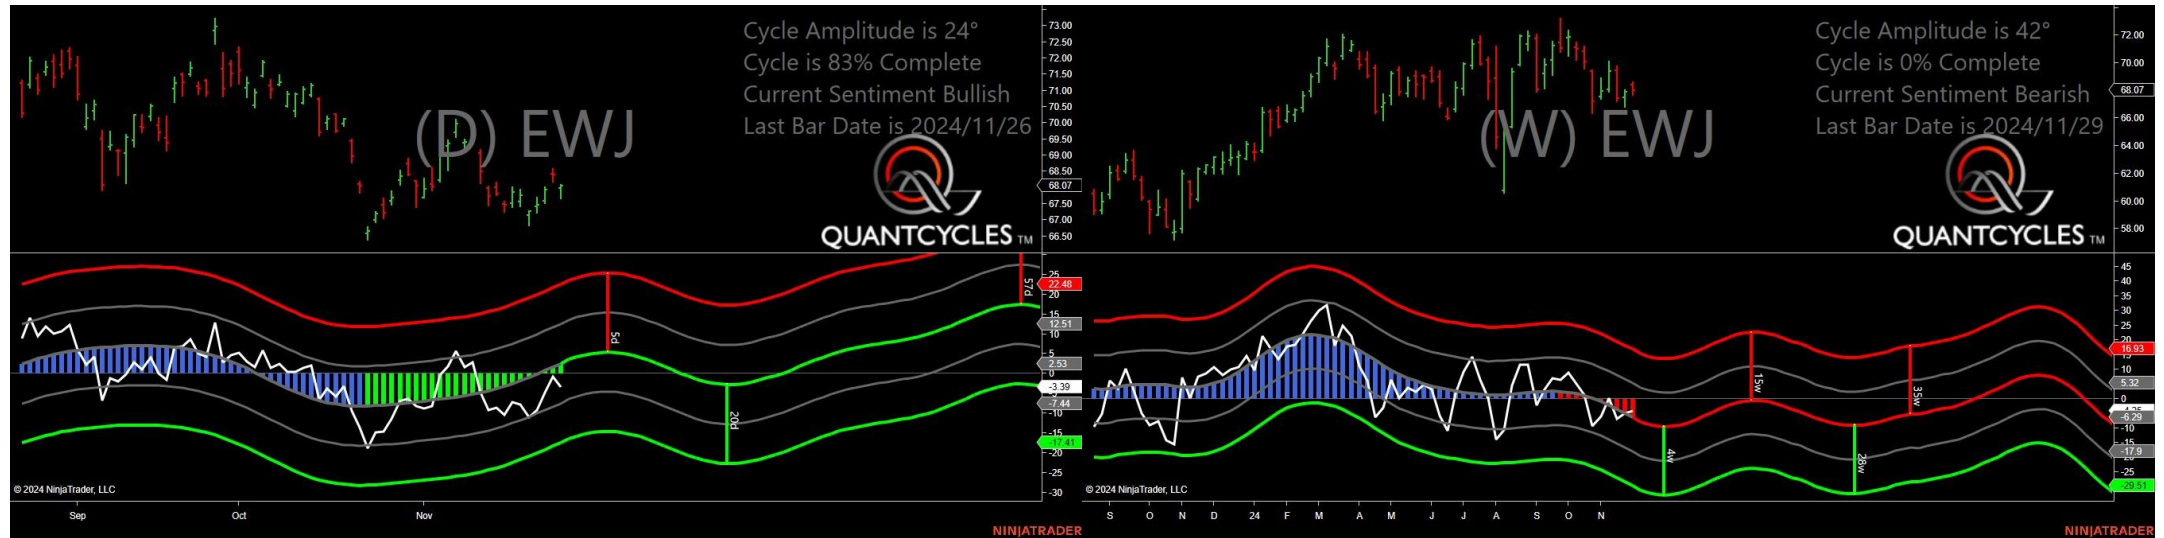 Cycle Amplitude is 24°
Cycle is 83% Complete
Current Sentiment Bullish
Last Bar Date is 2024/11/26
(D) EWJ
QUANTCYCLES TM
73.00
72.50
72.00
71.50
71.00
70.50
70.00
69.50
69.00
68.50
68.07
67.50
67.00
66.50
25
22.48
20
15
12.51
10
5
2.53
0
-3.39
-7.44
-10
-15
-17.41
-20
-25
-30
5d
20d
57d
© 2024 NinjaTrader, LLC
Sep Oct Nov
NINJATRADER
Cycle Amplitude is 42°
Cycle is 0% Complete
Current Sentiment Bearish
Last Bar Date is 2024/11/29
(W) EWJ
QUANTCYCLES TM
72.00
70.00
68.07
66.00
64.00
62.00
60.00
58.00
45
40
35
30
25
20
16.93
10
5.32
0
-6.29
-10
-15
-17.9
-25
-29.51
4w
15w
28w
35w
© 2024 NinjaTrader, LLC
S O N D 24 F M A M J J A S O N
NINJATRADER